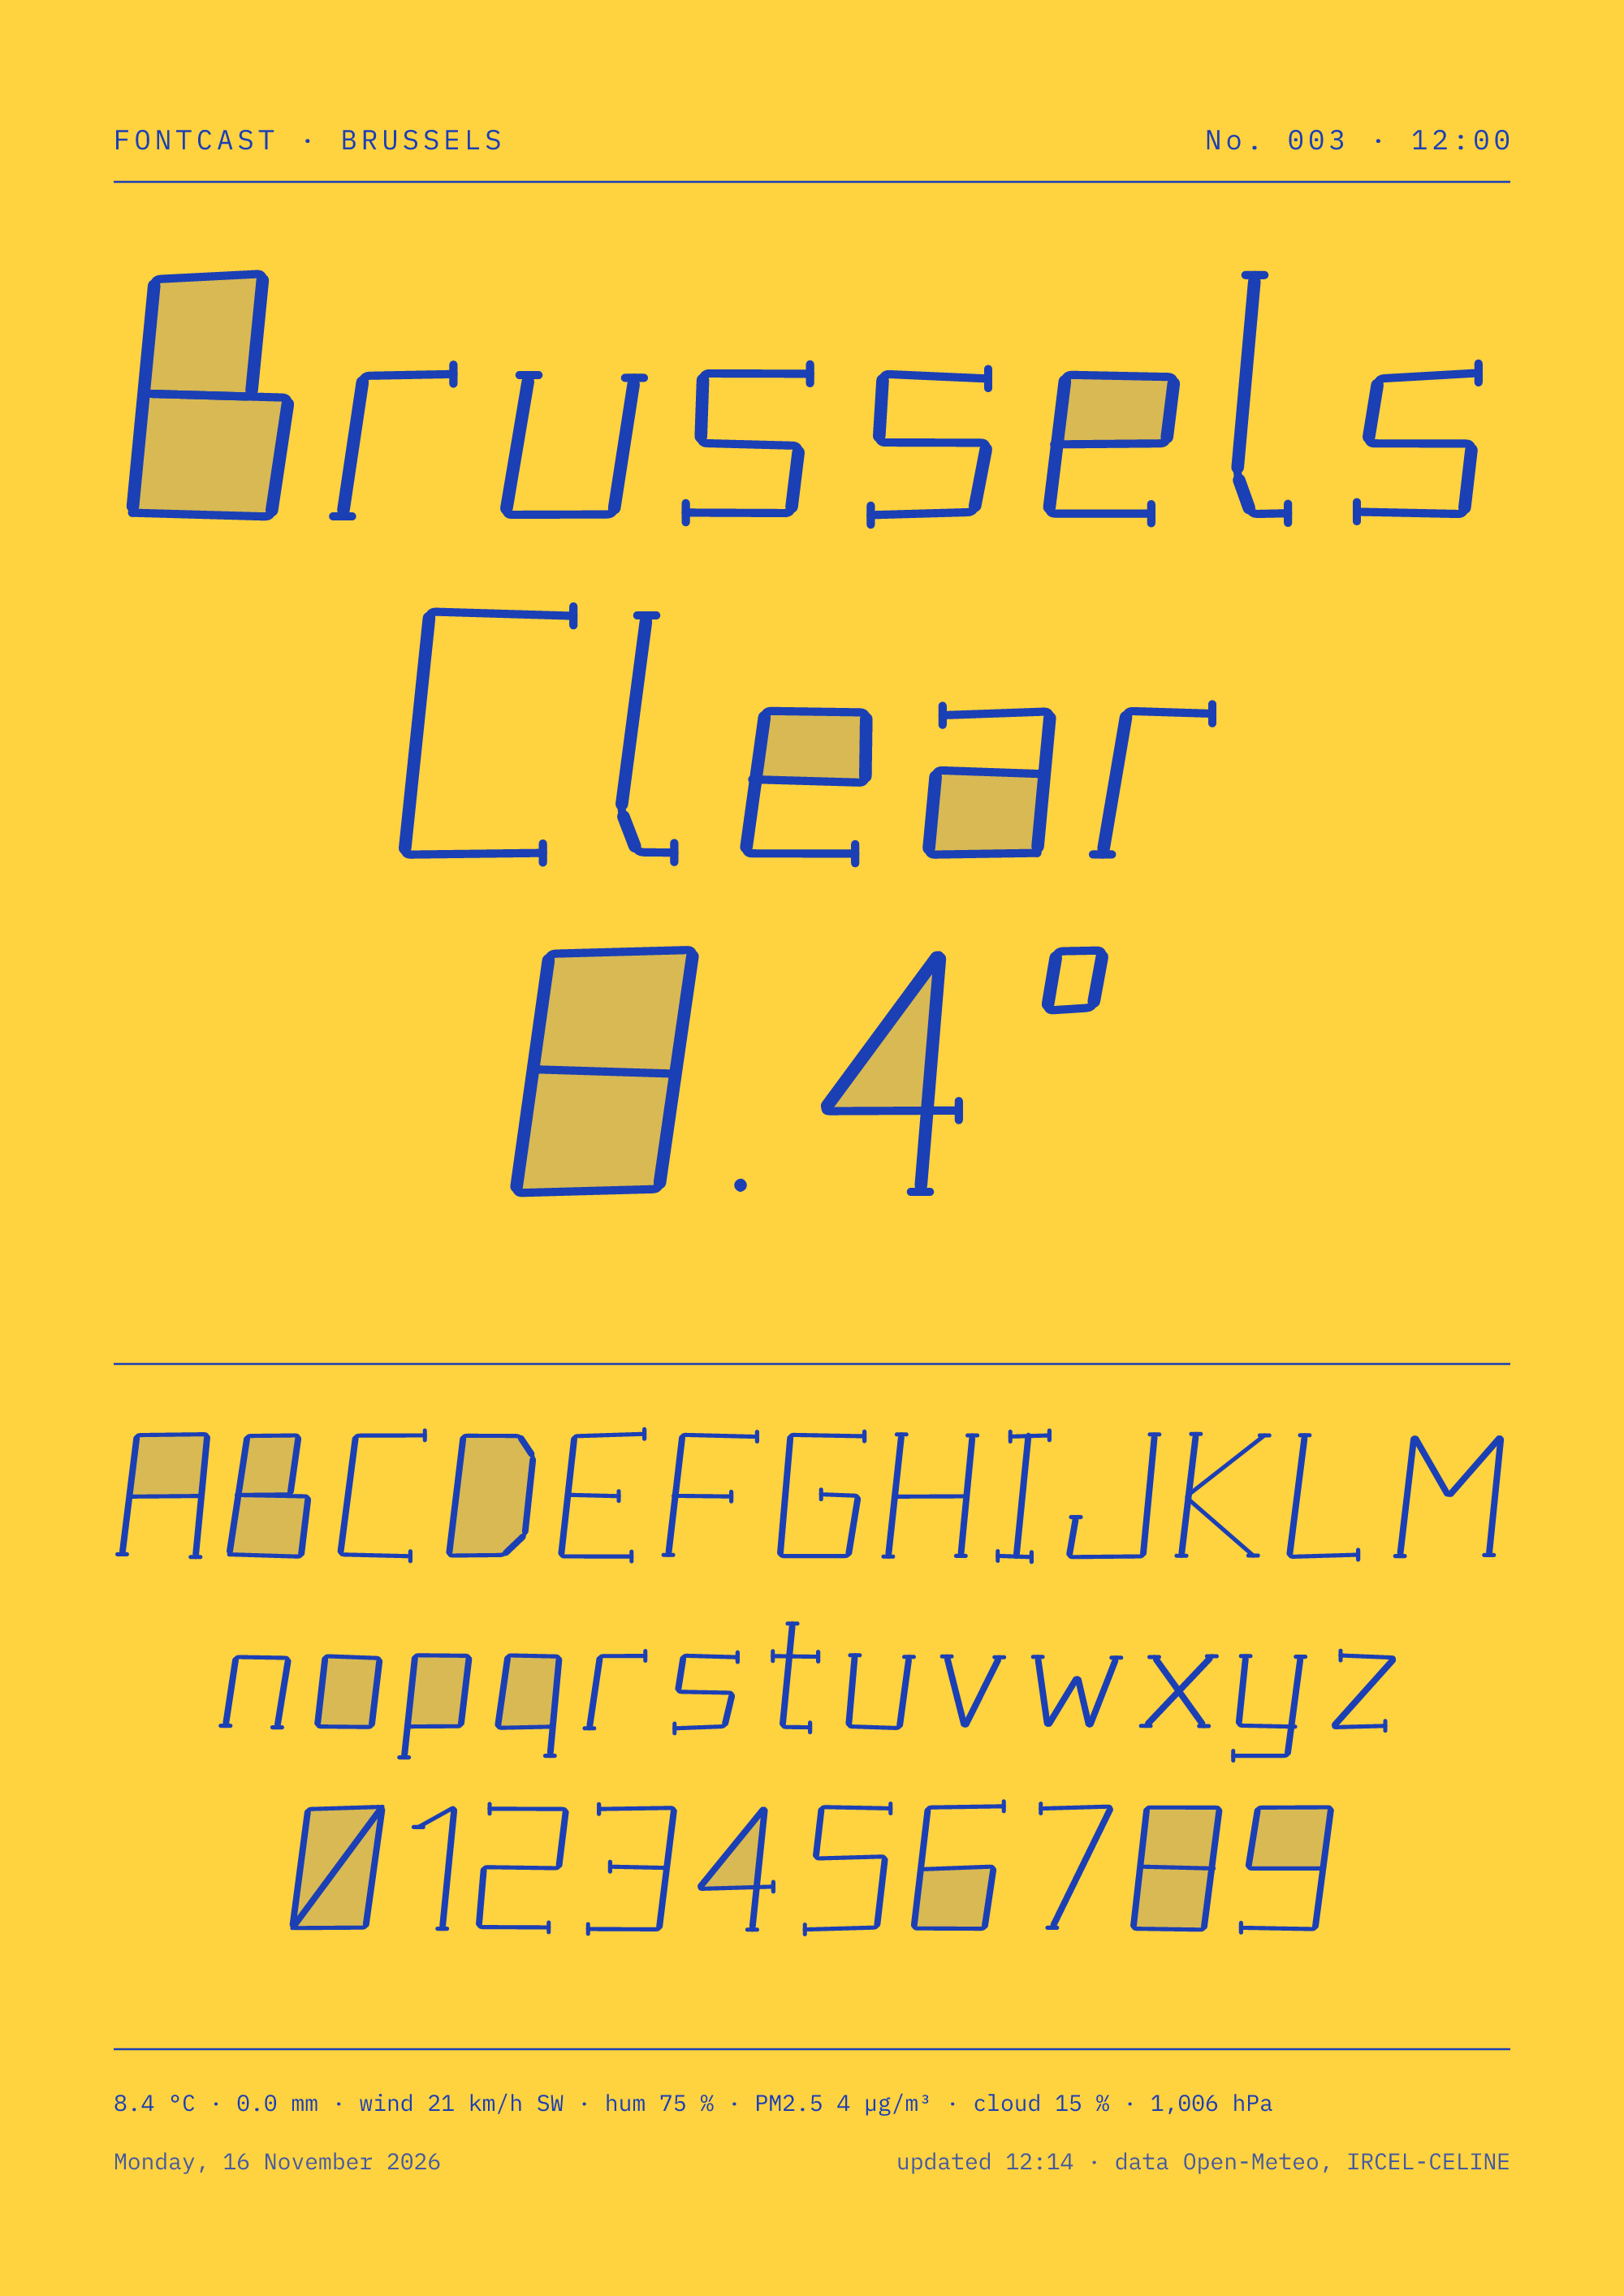 FONTCAST · BRUSSELS
No. 003 · 12:00
Brussels
Clear
8.4°
ABCDEFGHIJKLM
nopqrstuvwxyz
0123456789
8.4 °C · 0.0 mm · wind 21 km/h SW · hum 75 % · PM2.5 4 µg/m³ · cloud 15 % · 1,006 hPa
Monday, 16 November 2026
updated 12:14 · data Open-Meteo, IRCEL-CELINE